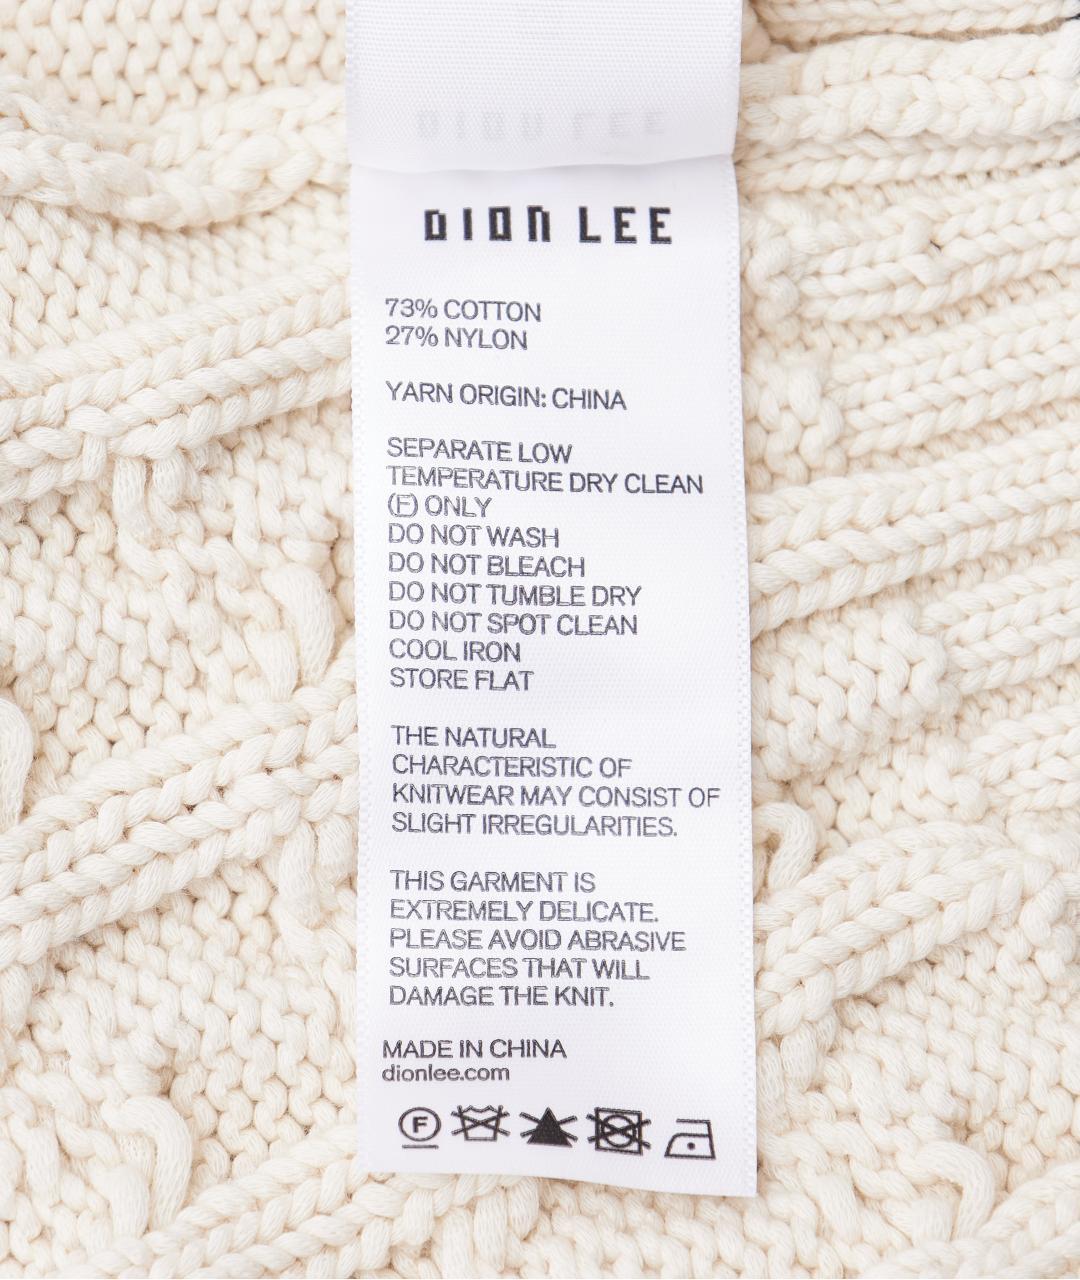 DION LEE
DION LEE
73% COTTON
27% NYLON
YARN ORIGIN: CHINA
SEPARATE LOW
TEMPERATURE DRY CLEAN
(F) ONLY
DO NOT WASH
DO NOT BLEACH
DO NOT TUMBLE DRY
DO NOT SPOT CLEAN
COOL IRON
STORE FLAT
THE NATURAL
CHARACTERISTIC OF
KNITWEAR MAY CONSIST OF
SLIGHT IRREGULARITIES.
THIS GARMENT IS
EXTREMELY DELICATE.
PLEASE AVOID ABRASIVE
SURFACES THAT WILL
DAMAGE THE KNIT.
MADE IN CHINA
dionlee.com
F